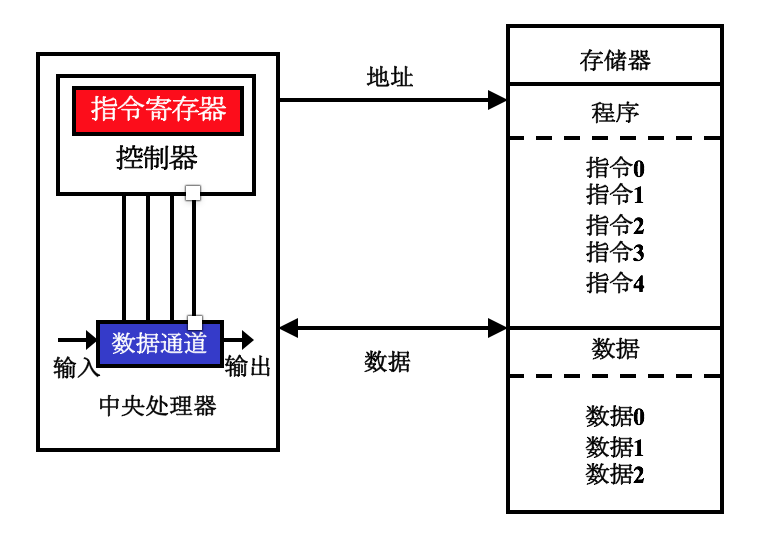 指令寄存器
控制器
数据通道
输入
输出
中央处理器
地址
数据
存储器
程序
指令0
指令1
指令2
指令3
指令4
数据
数据0
数据1
数据2